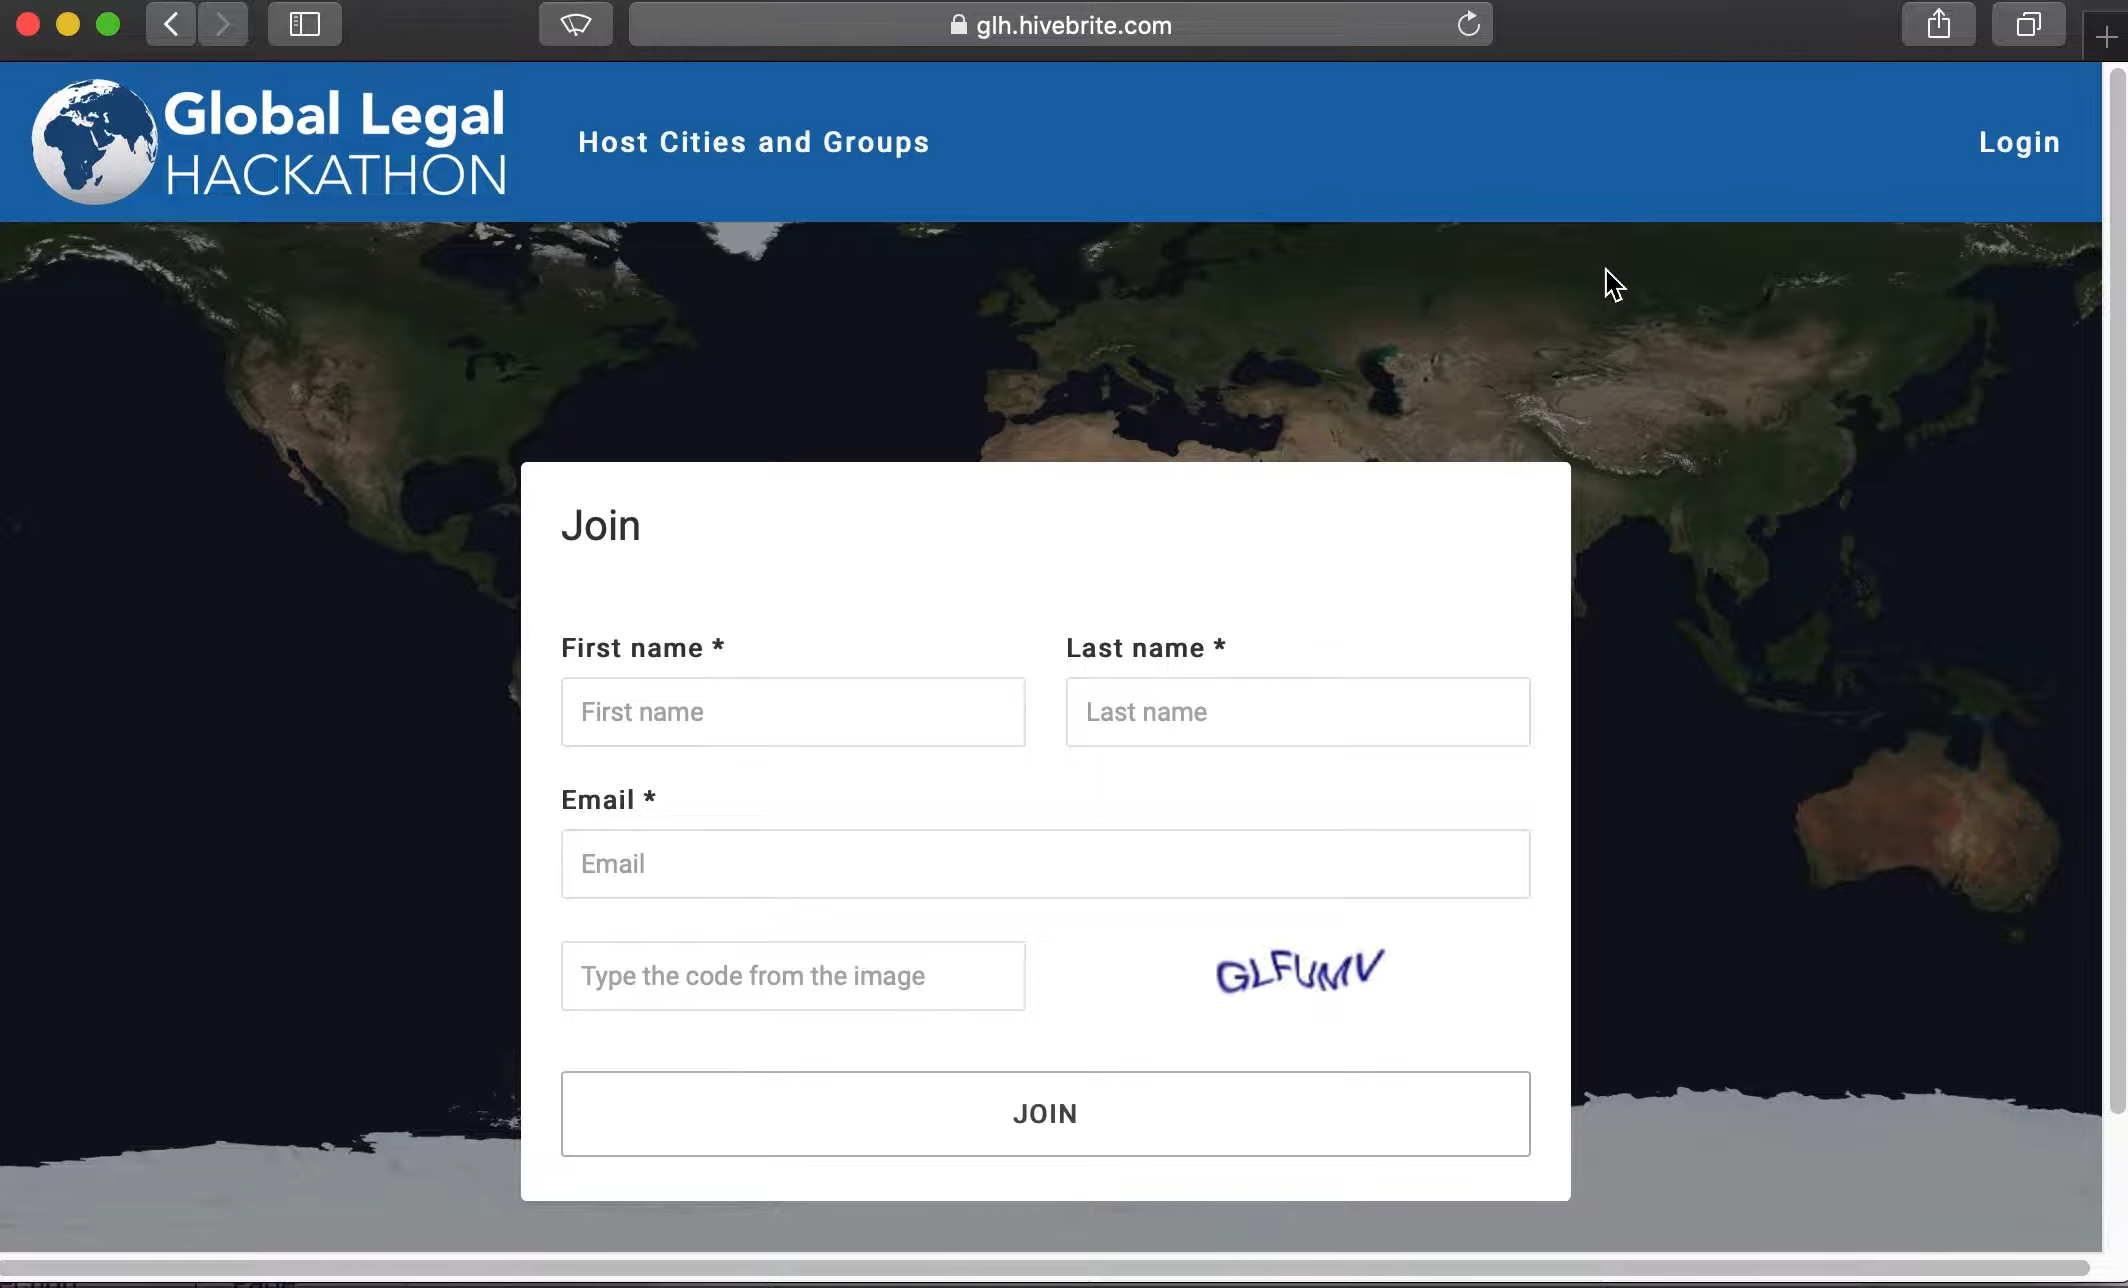 glh.hivebrite.com
Global Legal
HACKATHON
Host Cities and Groups
Login
Join
First name *
Last name *
First name
Last name
Email *
Email
Type the code from the image
GLFUMV
JOIN